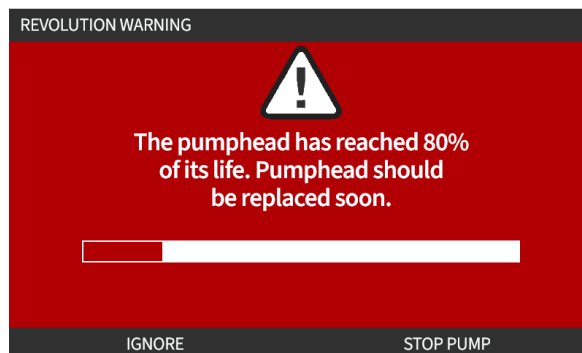 REVOLUTION WARNING
!
The pumphead has reached 80%
of its life. Pumphead should
be replaced soon.
IGNORE
STOP PUMP